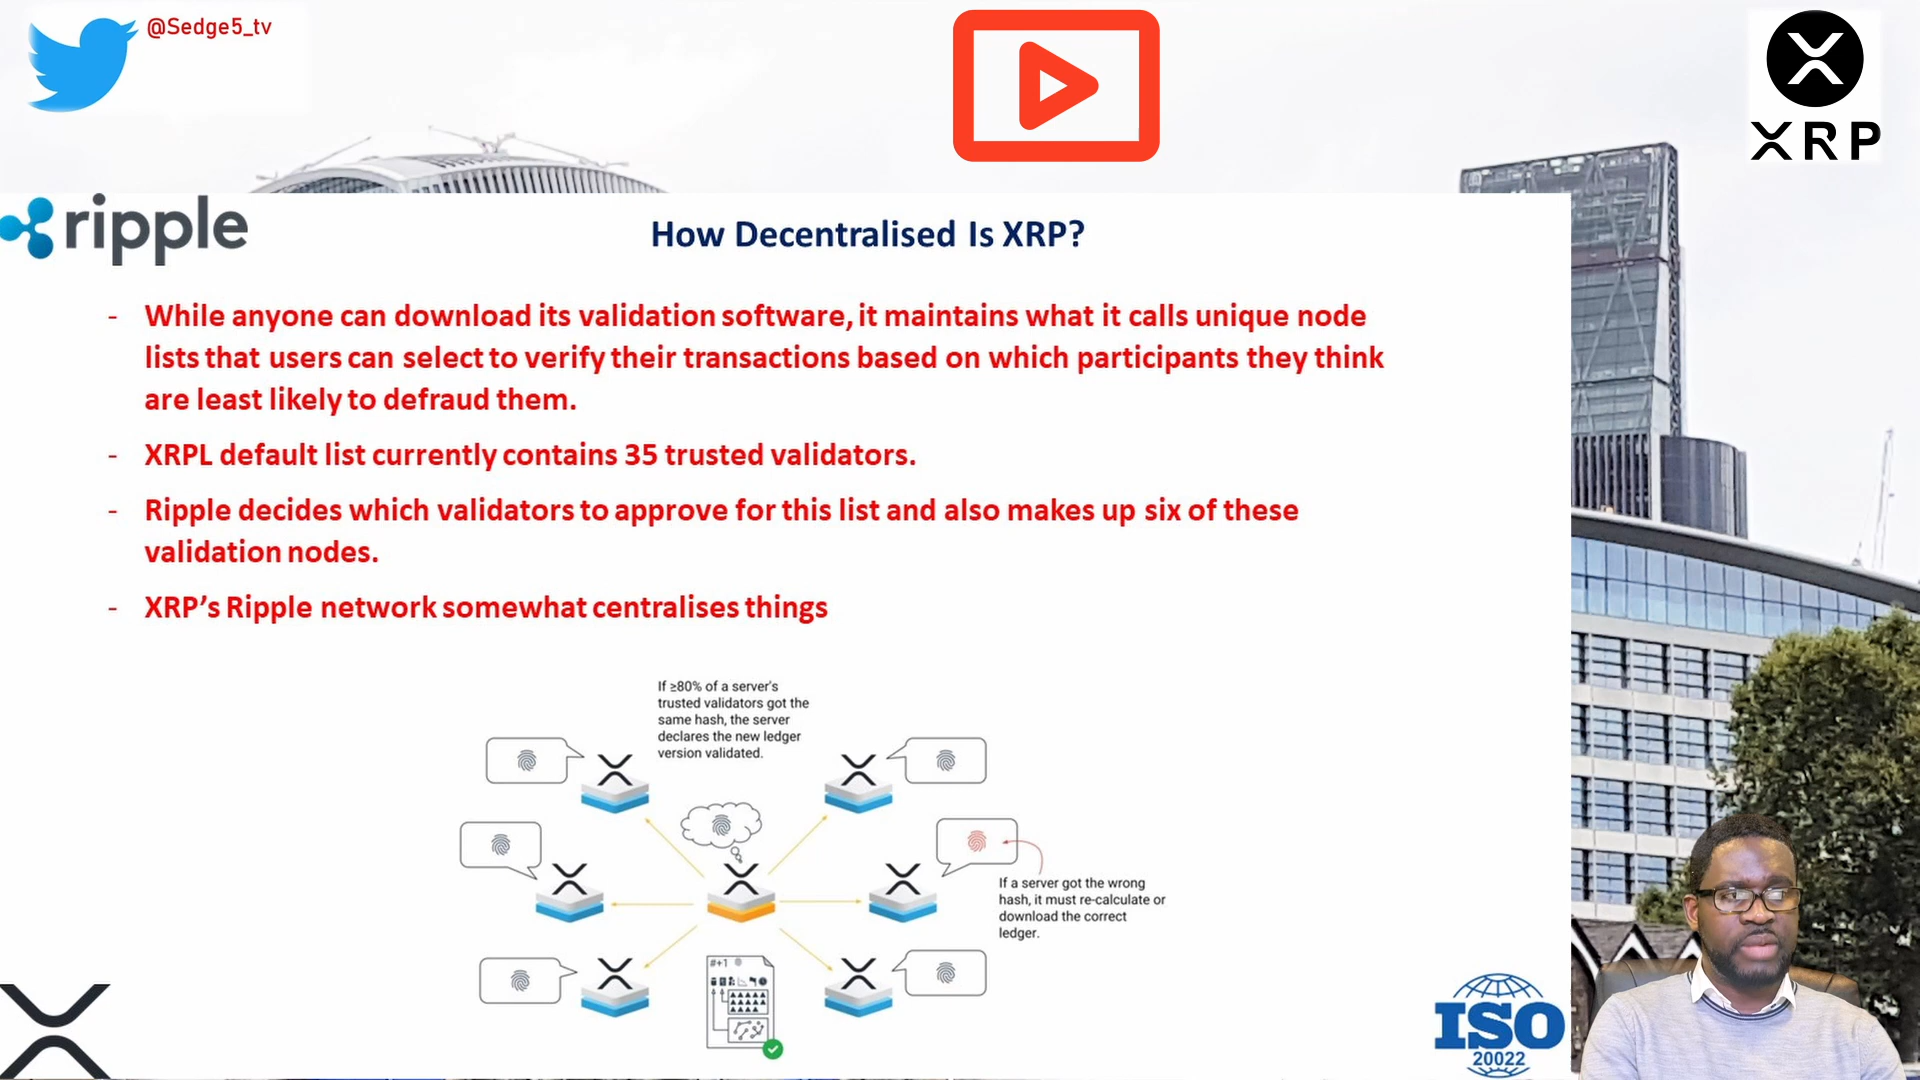 @Sedge5_tv
XRP
ripple
How Decentralised Is XRP?
- While anyone can download its validation software, it maintains what it calls unique node
lists that users can select to verify their transactions based on which participants they think
are least likely to defraud them.
- XRPL default list currently contains 35 trusted validators.
- Ripple decides which validators to approve for this list and also makes up six of these
validation nodes.
- XRP’s Ripple network somewhat centralises things
If ≥80% of a server's
trusted validators got the
same hash, the server
declares the new ledger
version validated.
If a server got the wrong
hash, it must re-calculate or
download the correct
ledger.
#+1
ISO
20022